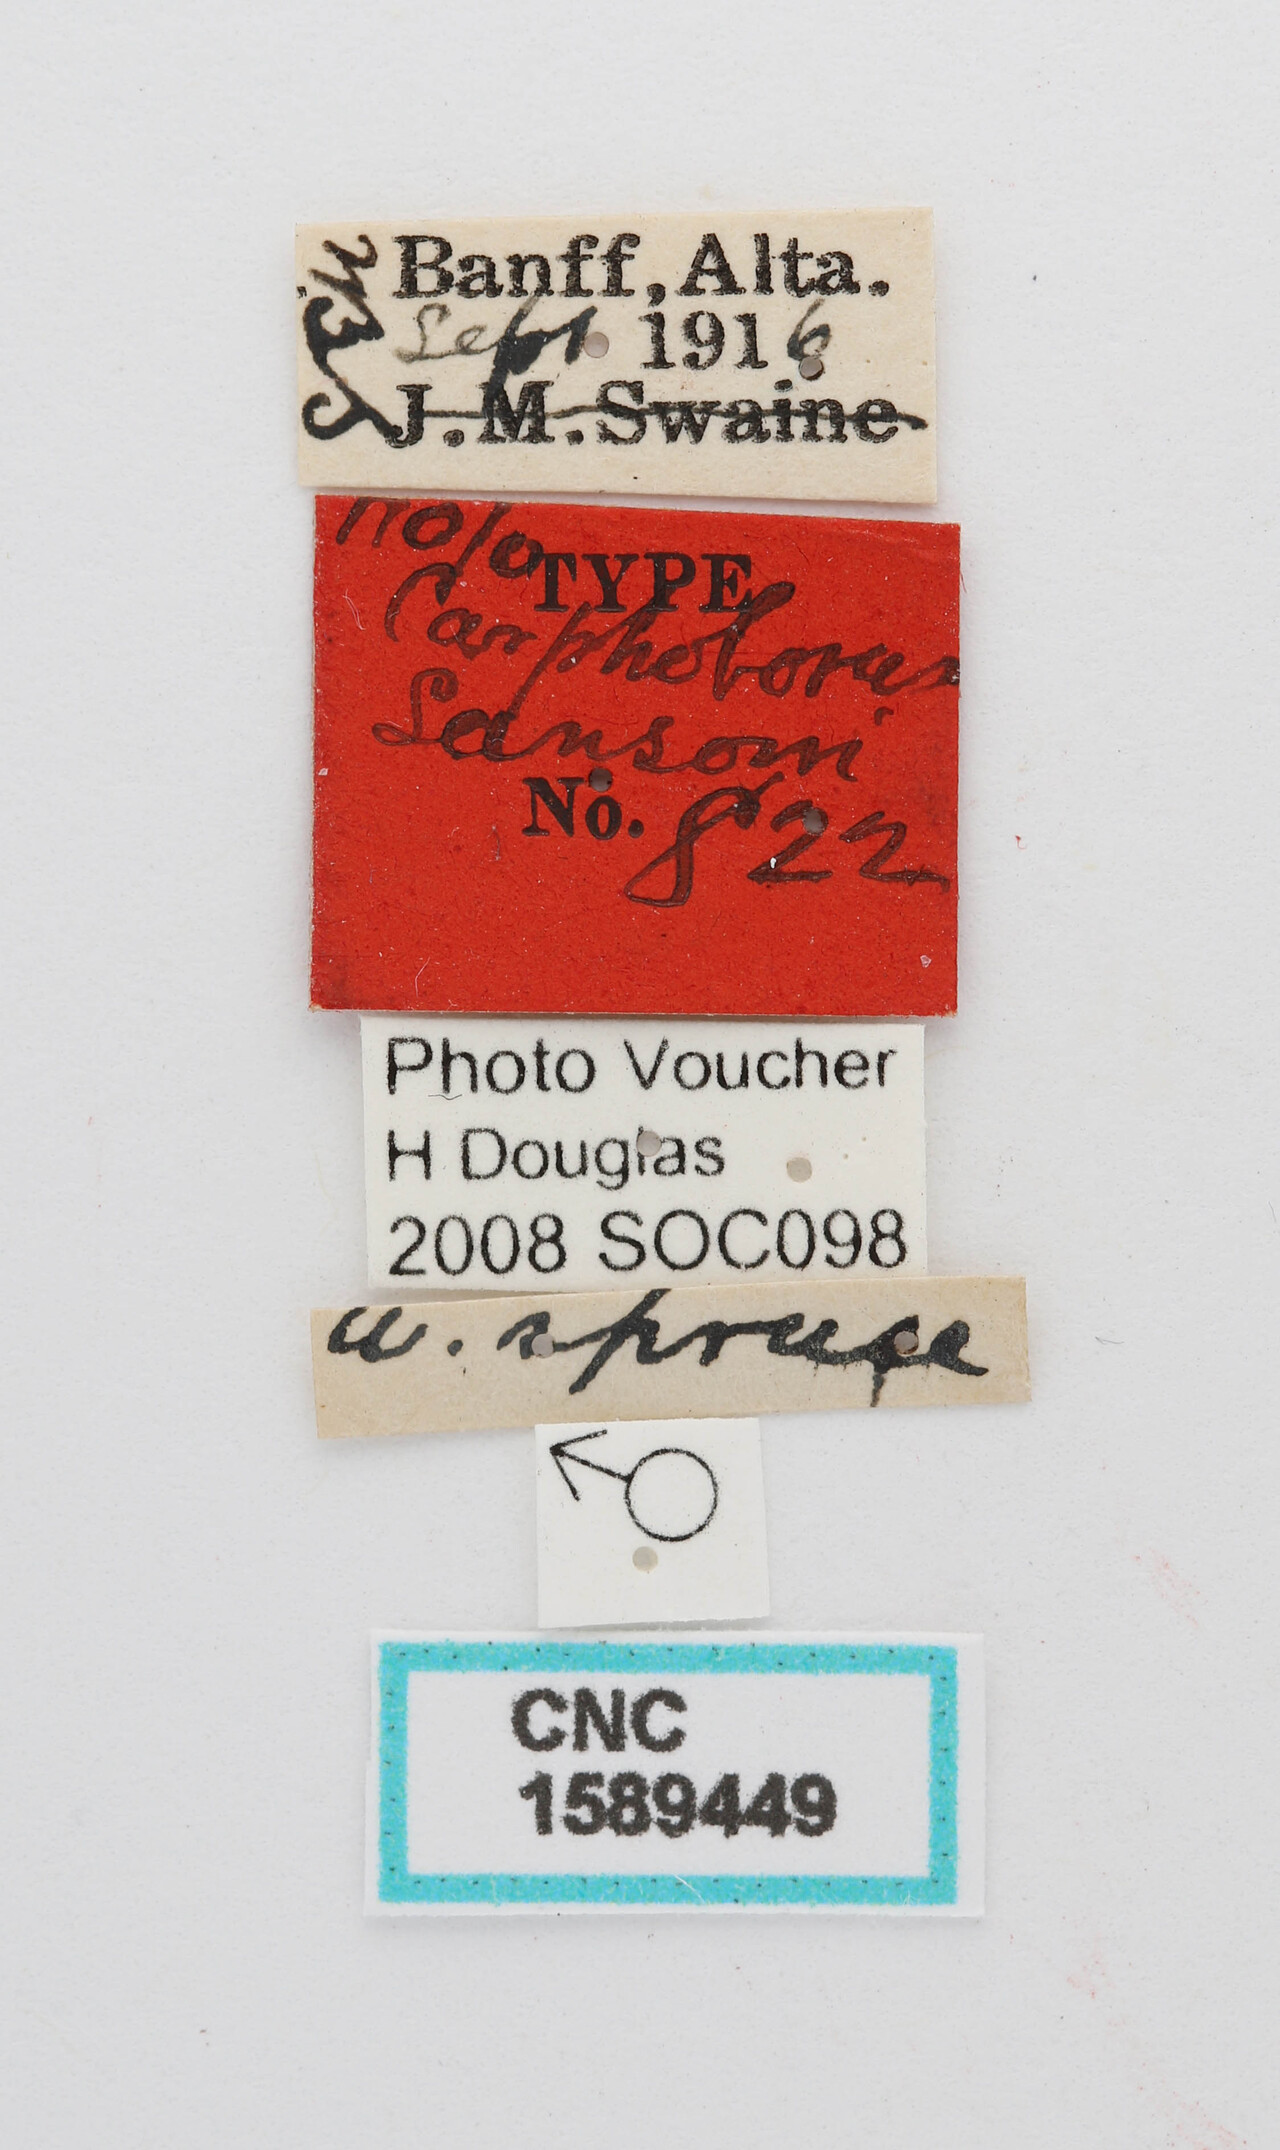 Banff, Alta.
Sept 1916
J. M. Swaine
Holo
TYPE
Carphoborus
Sansoni
No. 822
Photo Voucher
H Douglas
2008 SOC098
w. spruce
♂
CNC
1589449